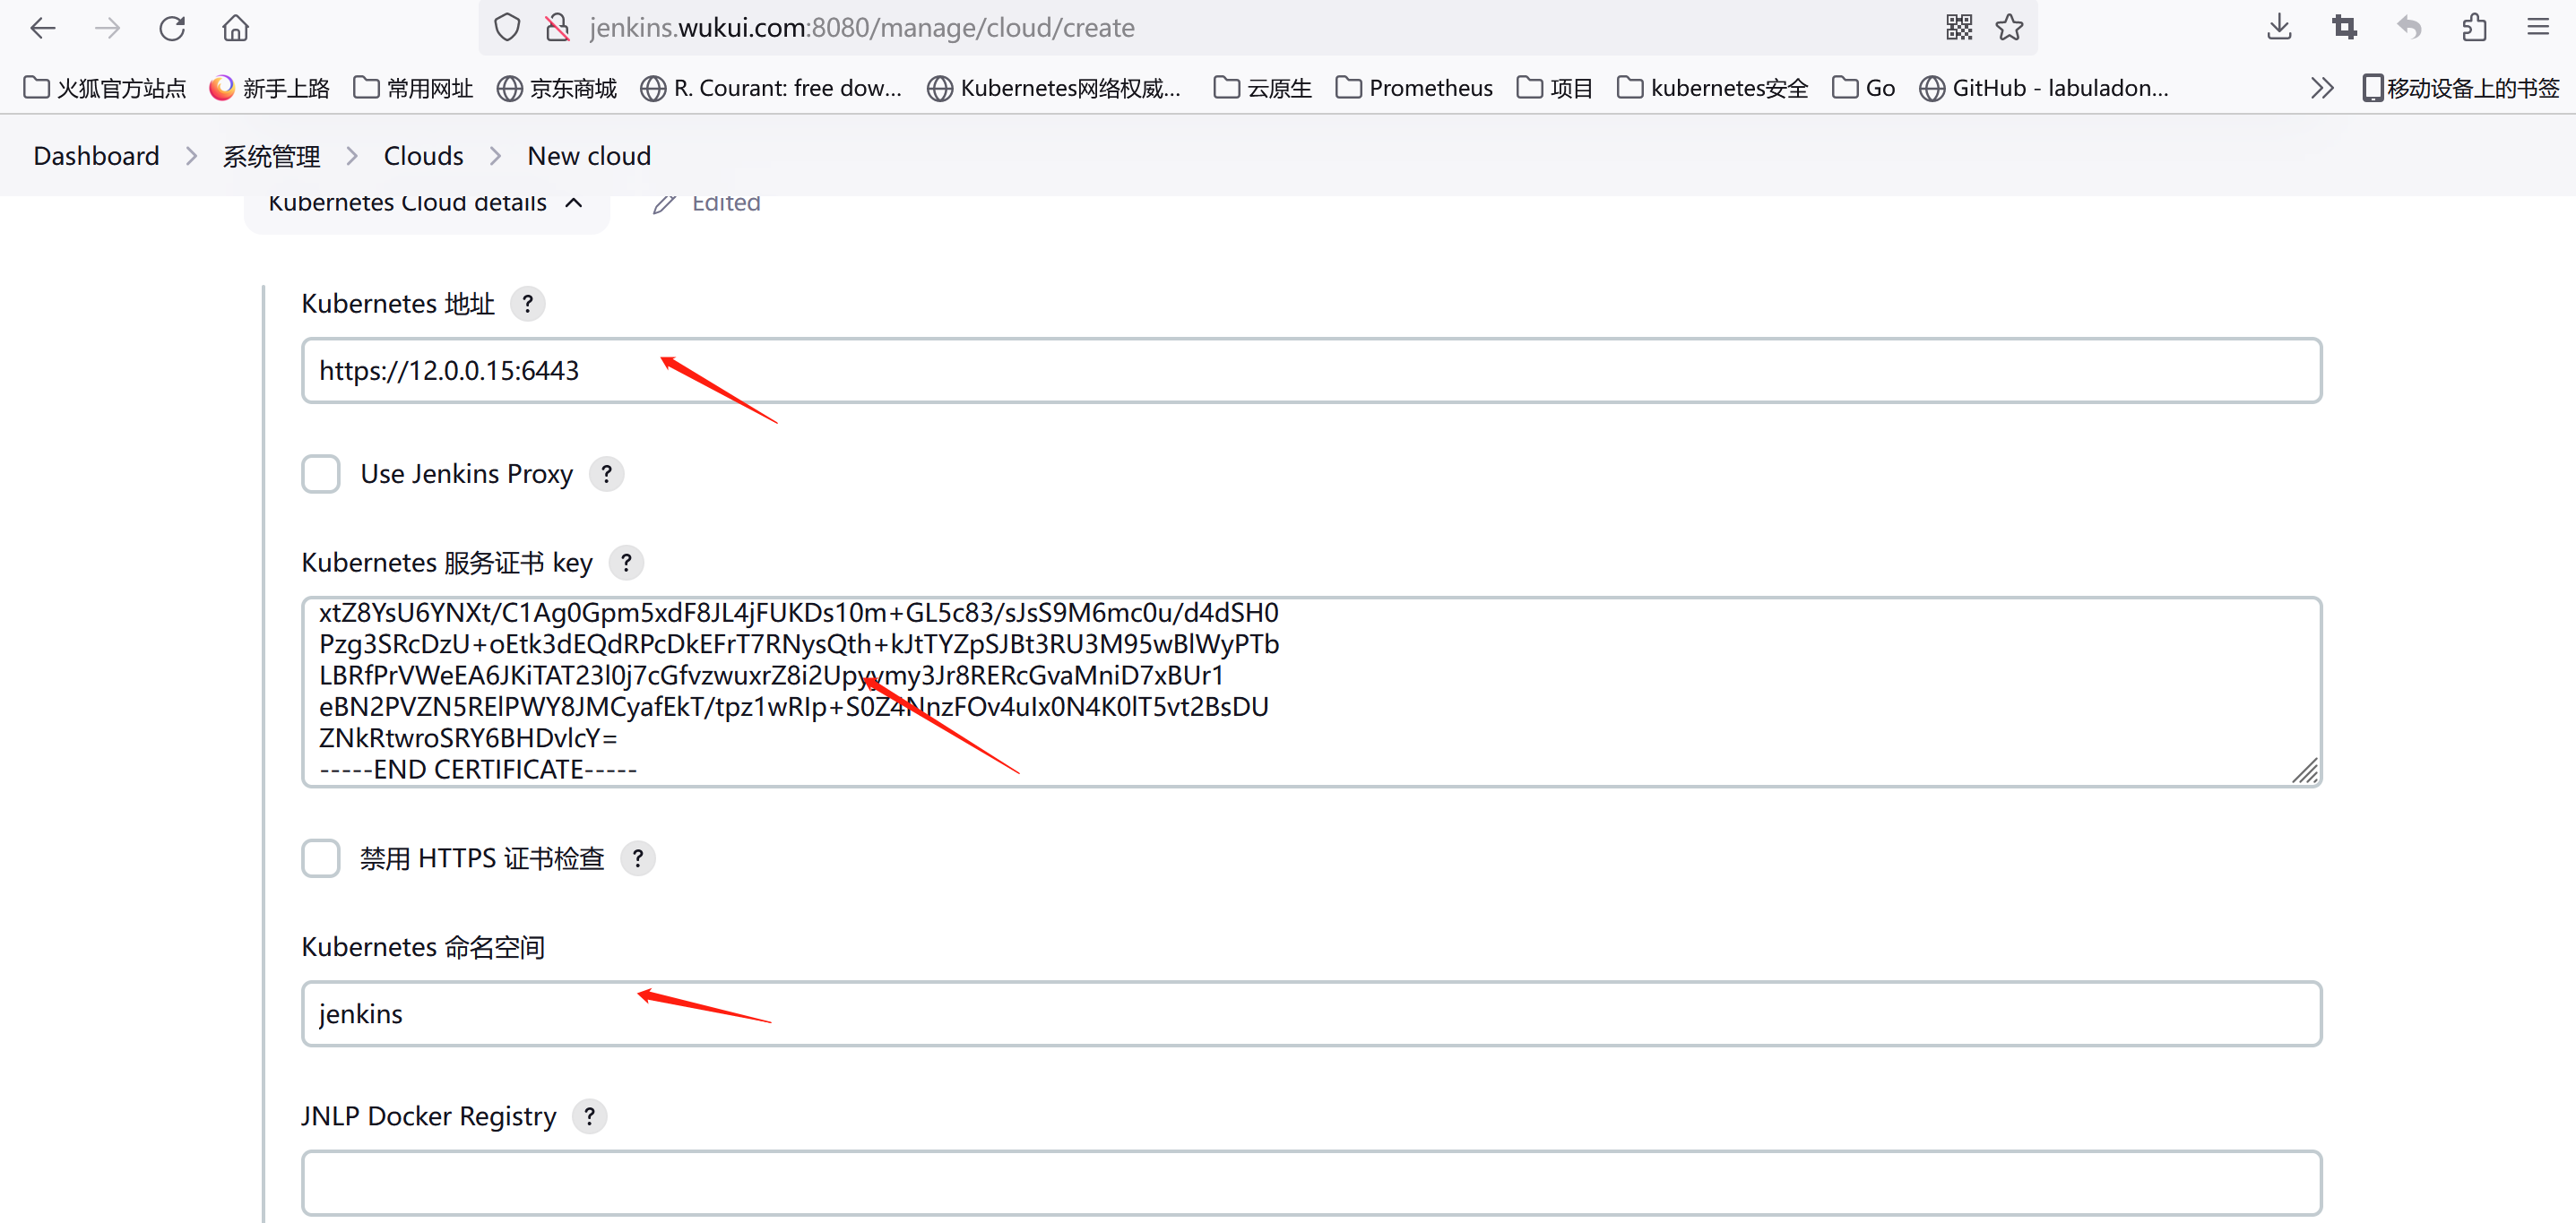 jenkins.wukui.com:8080/manage/cloud/create
火狐官方站点 新手上路 常用网址 京东商城 R. Courant: free dow... Kubernetes网络权威... 云原生 Prometheus 项目 kubernetes安全 Go GitHub - labuladon... 移动设备上的书签
Dashboard 系统管理 Clouds New cloud
Kubernetes Cloud details Edited
Kubernetes 地址 ?
https://12.0.0.15:6443
Use Jenkins Proxy ?
Kubernetes 服务证书 key ?
xtZ8YsU6YNXt/C1Ag0Gpm5xdF8JL4jFUKDs10m+GL5c83/sJsS9M6mc0u/d4dSH0
Pzg3SRcDzU+oEtk3dEQdRPcDkEFrT7RNysQth+kJtTYZpSJBt3RU3M95wBlWyPTb
LBRfPrVWeEA6JKiTAT23l0j7cGfvzwuxrZ8i2Upyymy3Jr8RERcGvaMniD7xBUr1
eBN2PVZN5RElPWY8JMCyafEkT/tpz1wRIp+S0Z4NnzFOv4uIx0N4K0lT5vt2BsDU
ZNkRtwroSRY6BHDvlcY=
-----END CERTIFICATE-----
禁用 HTTPS 证书检查 ?
Kubernetes 命名空间
jenkins
JNLP Docker Registry ?